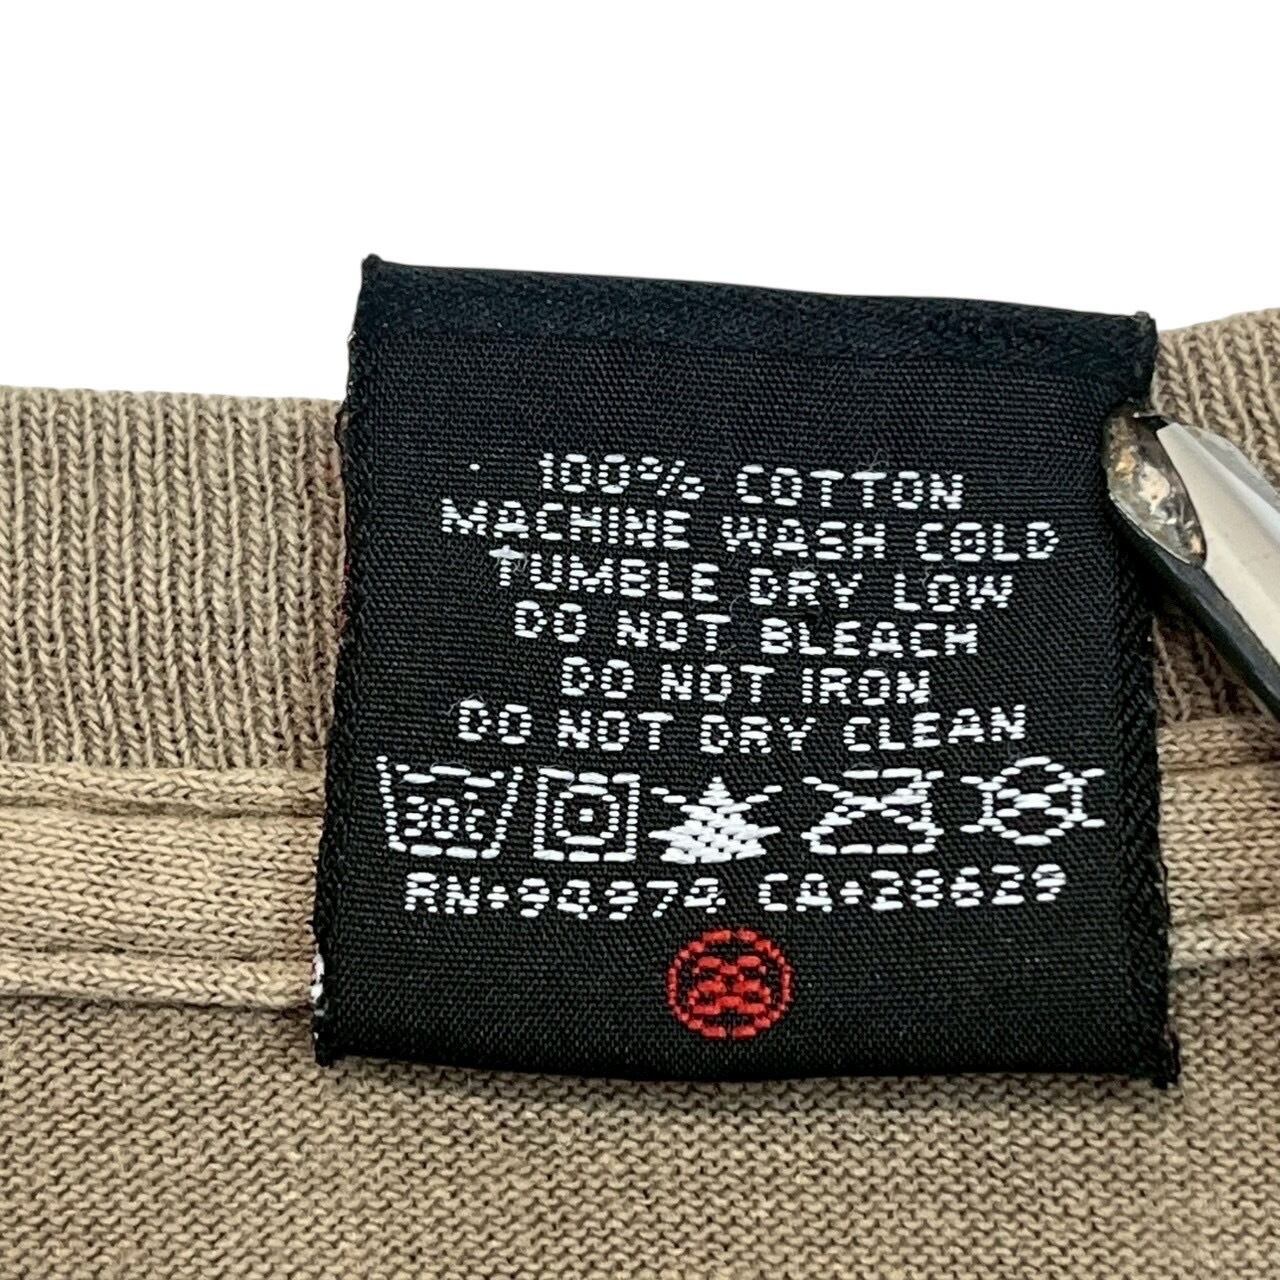 100% COTTON
MACHINE WASH COLD
TUMBLE DRY LOW
DO NOT BLEACH
DO NOT IRON
DO NOT DRY CLEAN
30C
RN•94974 CA•28629